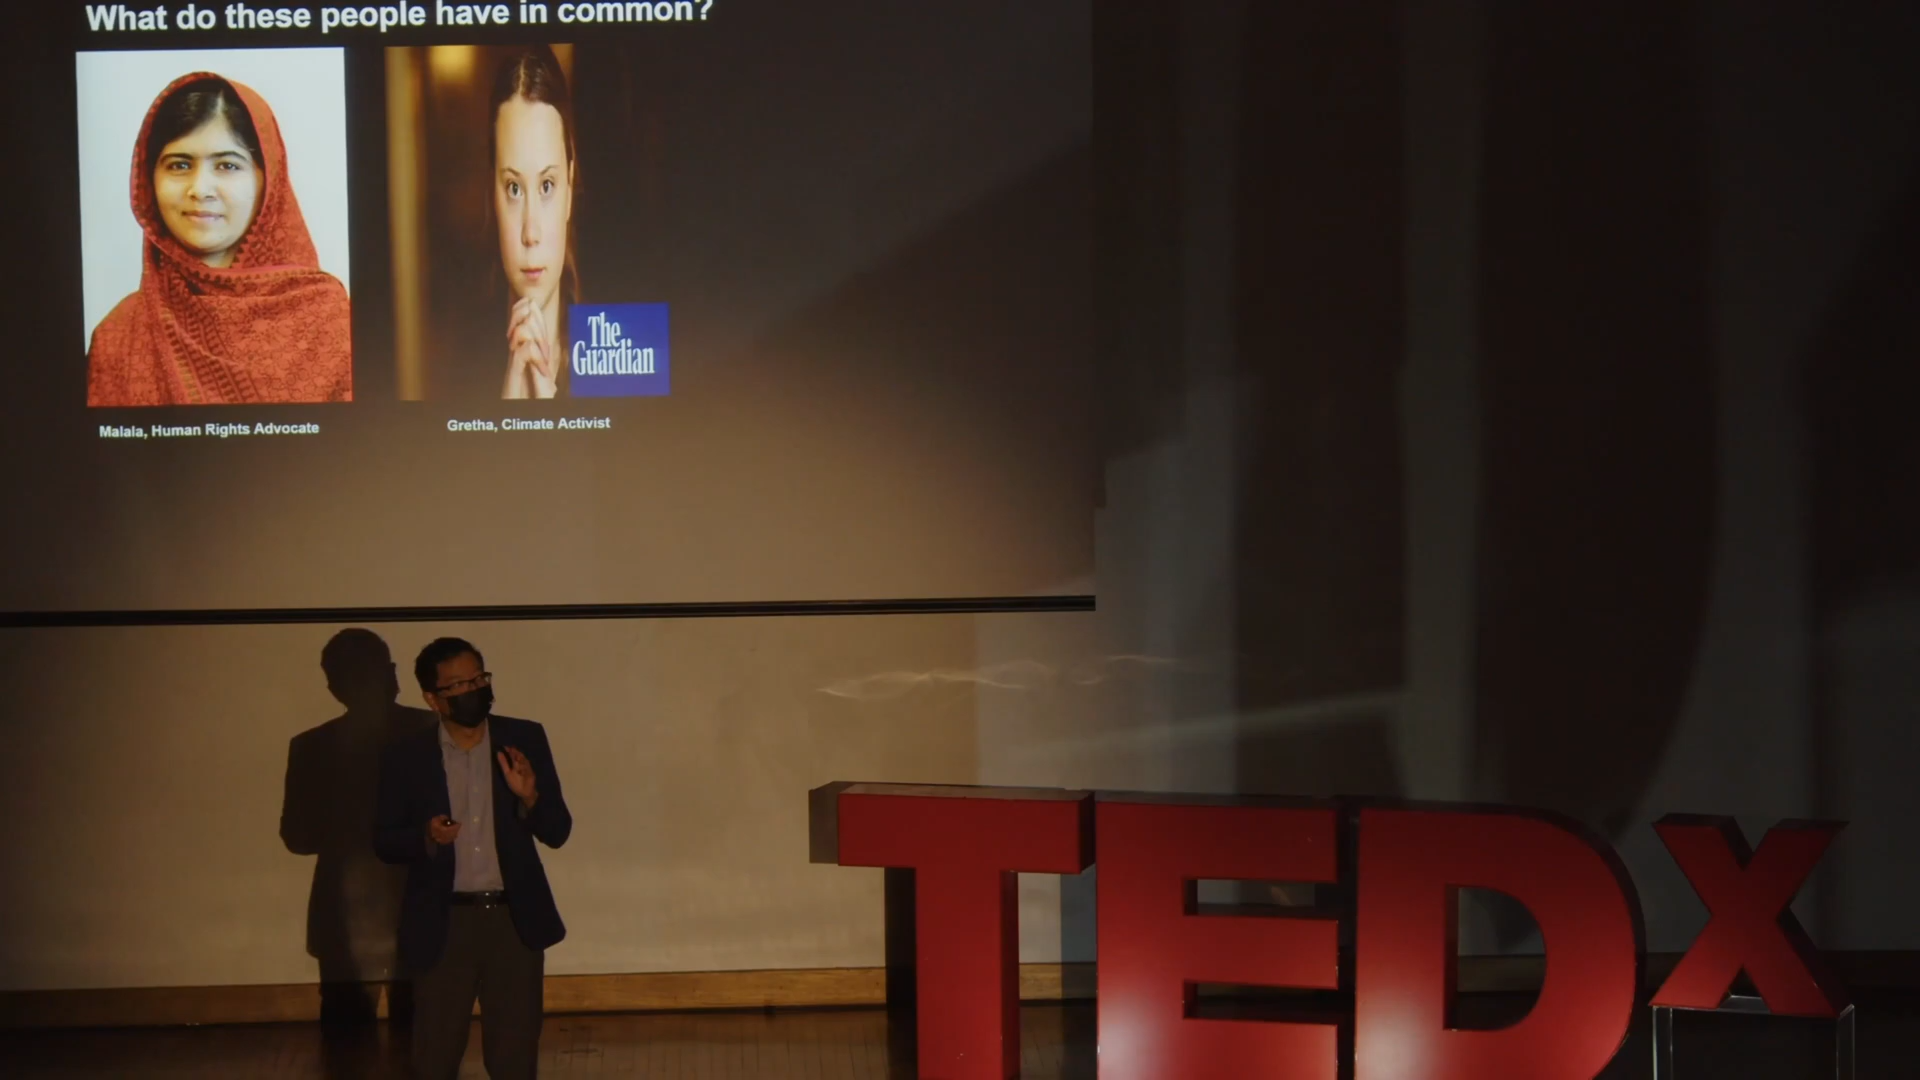 What do these people have in common?
The
Guardian
Malala, Human Rights Advocate
Gretha, Climate Activist
TEDx